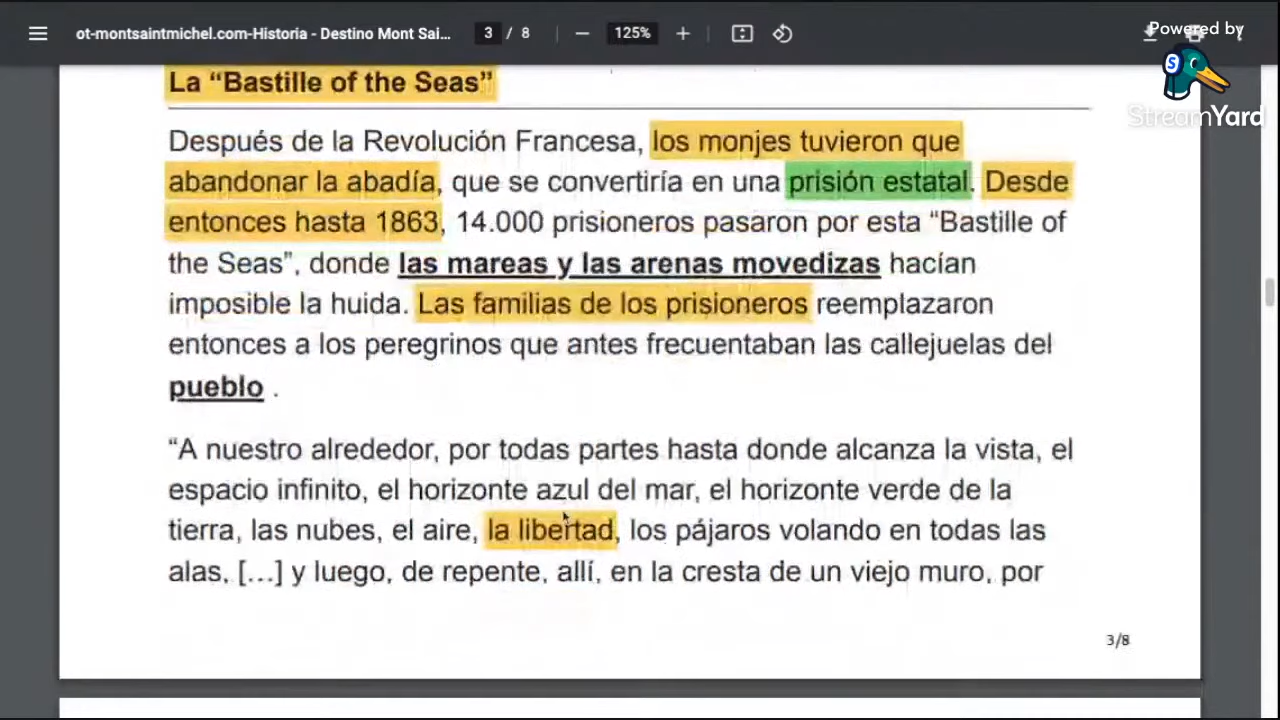 ot-montsaintmichel.com-Historia - Destino Mont Sai... 3 / 8 125%
Powered by
S
StreamYard
La “Bastille of the Seas”
Después de la Revolución Francesa, los monjes tuvieron que
abandonar la abadía, que se convertiría en una prisión estatal. Desde
entonces hasta 1863, 14.000 prisioneros pasaron por esta “Bastille of
the Seas”, donde las mareas y las arenas movedizas hacían
imposible la huida. Las familias de los prisioneros reemplazaron
entonces a los peregrinos que antes frecuentaban las callejuelas del
pueblo .
“A nuestro alrededor, por todas partes hasta donde alcanza la vista, el
espacio infinito, el horizonte azul del mar, el horizonte verde de la
tierra, las nubes, el aire, la libertad, los pájaros volando en todas las
alas, […] y luego, de repente, allí, en la cresta de un viejo muro, por
3/8